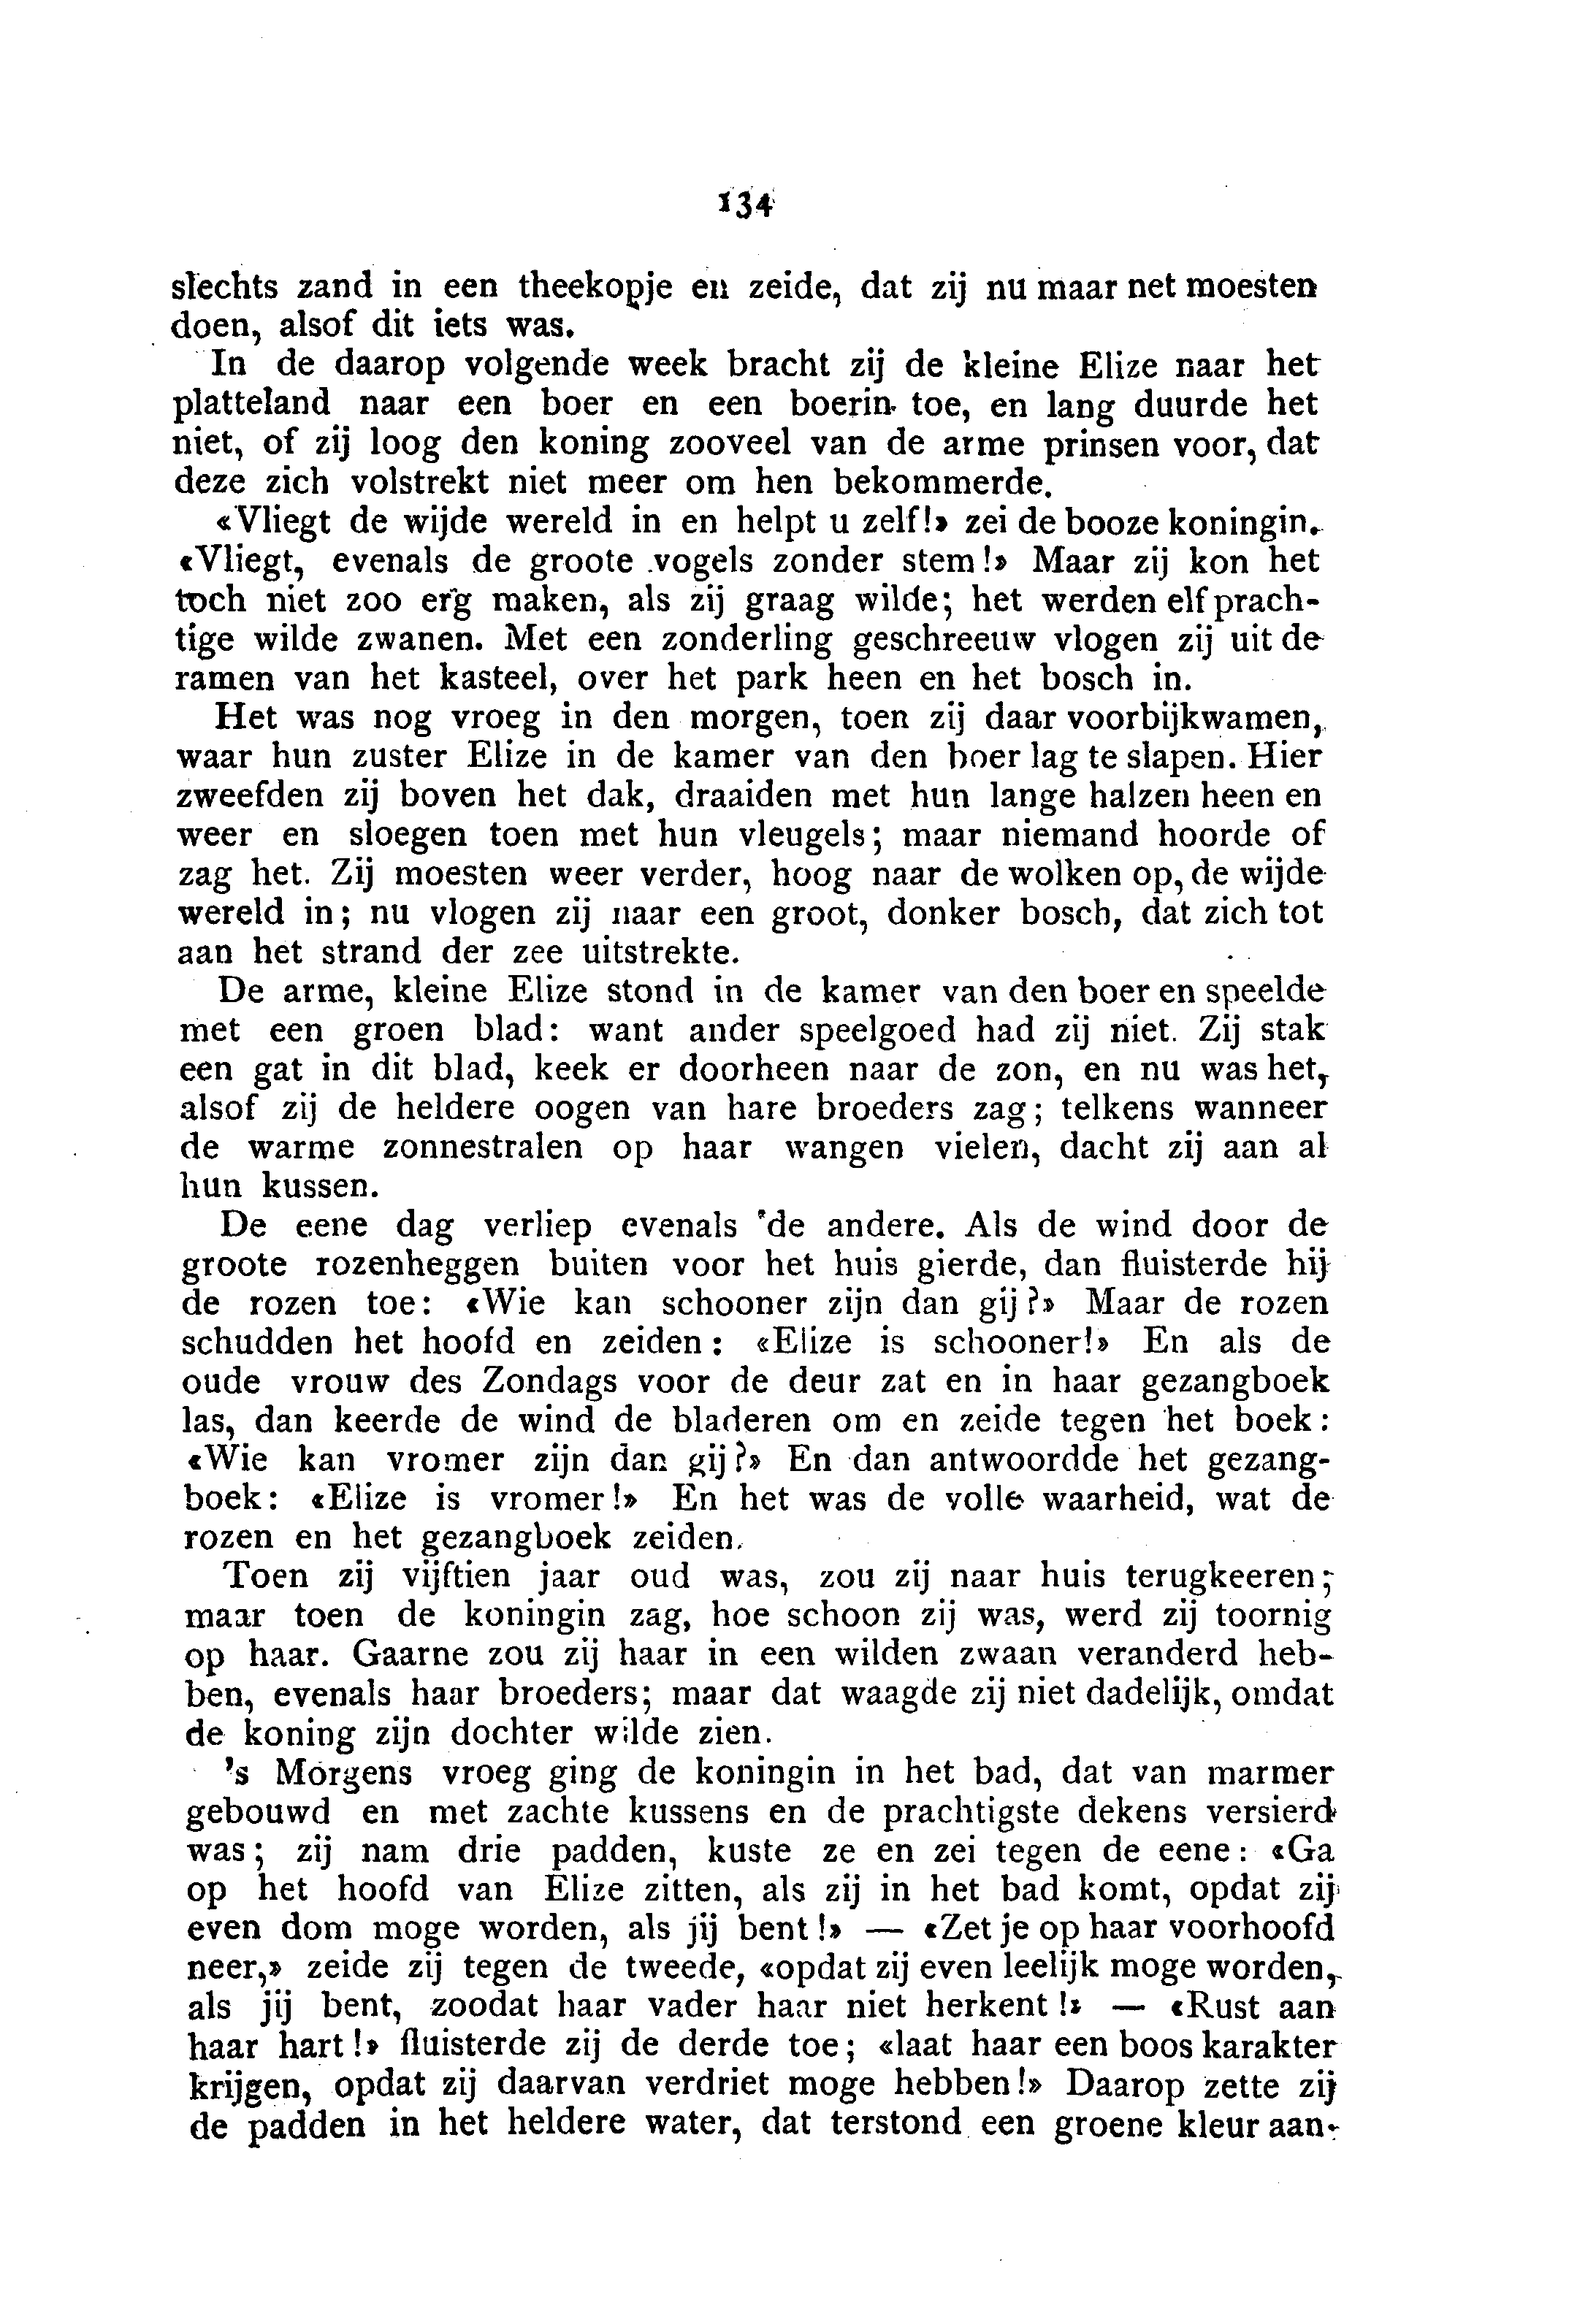 134
slechts zand in een theekopje en zeide, dat zij nu maar net moesten
doen, alsof dit iets was.
In de daarop volgende week bracht zij de kleine Elize naar het
platteland naar een boer en een boerin toe, en lang duurde het
niet, of zij loog den koning zooveel van de arme prinsen voor, dat
deze zich volstrekt niet meer om hen bekommerde.
«Vliegt de wijde wereld in en helpt u zelf!» zei de booze koningin.
«Vliegt, evenals de groote vogels zonder stem!» Maar zij kon het
toch niet zoo erg maken, als zij graag wilde; het werden elf prach-
tige wilde zwanen. Met een zonderling geschreeuw vlogen zij uit de
ramen van het kasteel, over het park heen en het bosch in.
Het was nog vroeg in den morgen, toen zij daar voorbijkwamen,
waar hun zuster Elize in de kamer van den boer lag te slapen. Hier
zweefden zij boven het dak, draaiden met hun lange halzen heen en
weer en sloegen toen met hun vleugels; maar niemand hoorde of
zag het. Zij moesten weer verder, hoog naar de wolken op, de wijde
wereld in; nu vlogen zij naar een groot, donker bosch, dat zich tot
aan het strand der zee uitstrekte.
De arme, kleine Elize stond in de kamer van den boer en speelde
met een groen blad: want ander speelgoed had zij niet. Zij stak
een gat in dit blad, keek er doorheen naar de zon, en nu was het,
alsof zij de heldere oogen van hare broeders zag; telkens wanneer
de warme zonnestralen op haar wangen vielen, dacht zij aan al
hun kussen.
De eene dag verliep evenals de andere. Als de wind door de
groote rozenheggen buiten voor het huis gierde, dan fluisterde hij
de rozen toe: «Wie kan schooner zijn dan gij?» Maar de rozen
schudden het hoofd en zeiden: «Elize is schooner!» En als de
oude vrouw des Zondags voor de deur zat en in haar gezangboek
las, dan keerde de wind de bladeren om en zeide tegen het boek:
«Wie kan vromer zijn dan gij?» En dan antwoordde het gezang-
boek: «Elize is vromer!» En het was de volle waarheid, wat de
rozen en het gezangboek zeiden.
Toen zij vijftien jaar oud was, zou zij naar huis terugkeeren;
maar toen de koningin zag, hoe schoon zij was, werd zij toornig
op haar. Gaarne zou zij haar in een wilden zwaan veranderd heb-
ben, evenals haar broeders; maar dat waagde zij niet dadelijk, omdat
de koning zijn dochter wilde zien.
's Morgens vroeg ging de koningin in het bad, dat van marmer
gebouwd en met zachte kussens en de prachtigste dekens versierd
was; zij nam drie padden, kuste ze en zei tegen de eene: «Ga
op het hoofd van Elize zitten, als zij in het bad komt, opdat zij
even dom moge worden, als jij bent!» — «Zet je op haar voorhoofd
neer,» zeide zij tegen de tweede, «opdat zij even leelijk moge worden,
als jij bent, zoodat haar vader haar niet herkent!» — «Rust aan
haar hart!» fluisterde zij de derde toe; «laat haar een boos karakter
krijgen, opdat zij daarvan verdriet moge hebben!» Daarop zette zij
de padden in het heldere water, dat terstond een groene kleur aan-